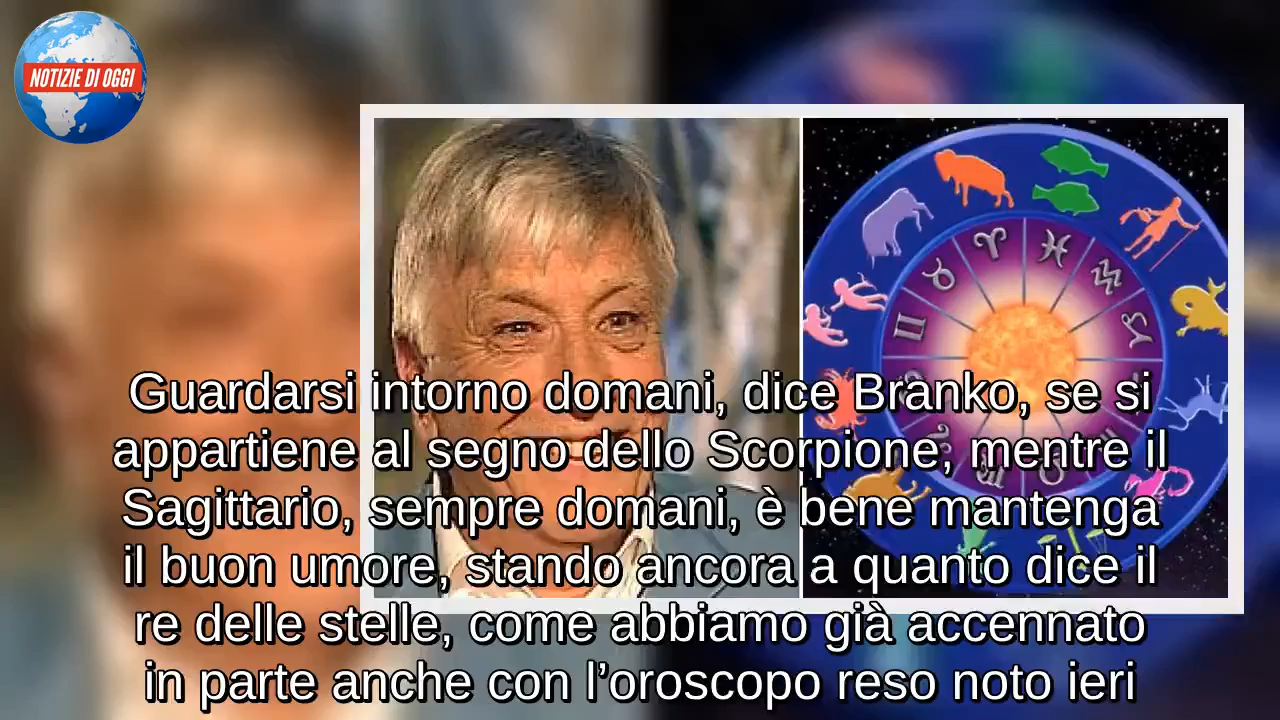 NOTIZIE DI OGGI
Guardarsi intorno domani, dice Branko, se si
appartiene al segno dello Scorpione, mentre il
Sagittario, sempre domani, è bene mantenga
il buon umore, stando ancora a quanto dice il
re delle stelle, come abbiamo già accennato
in parte anche con l’oroscopo reso noto ieri